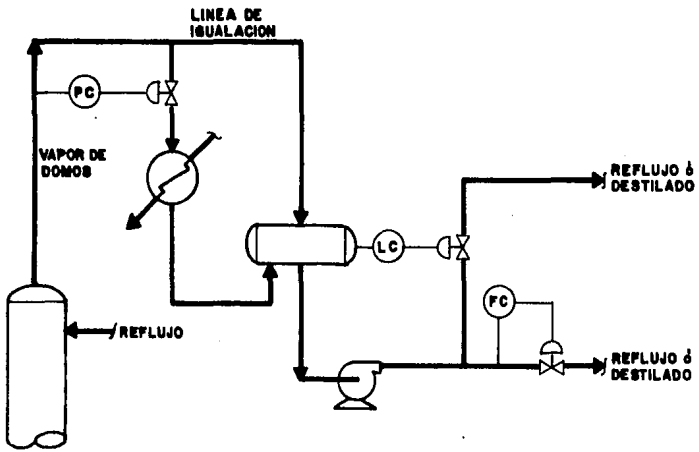 LINEA DE
IGUALACION
PC
VAPOR DE
DOMOS
REFLUJO ó
DESTILADO
LC
FC
REFLUJO
REFLUJO ó
DESTILADO